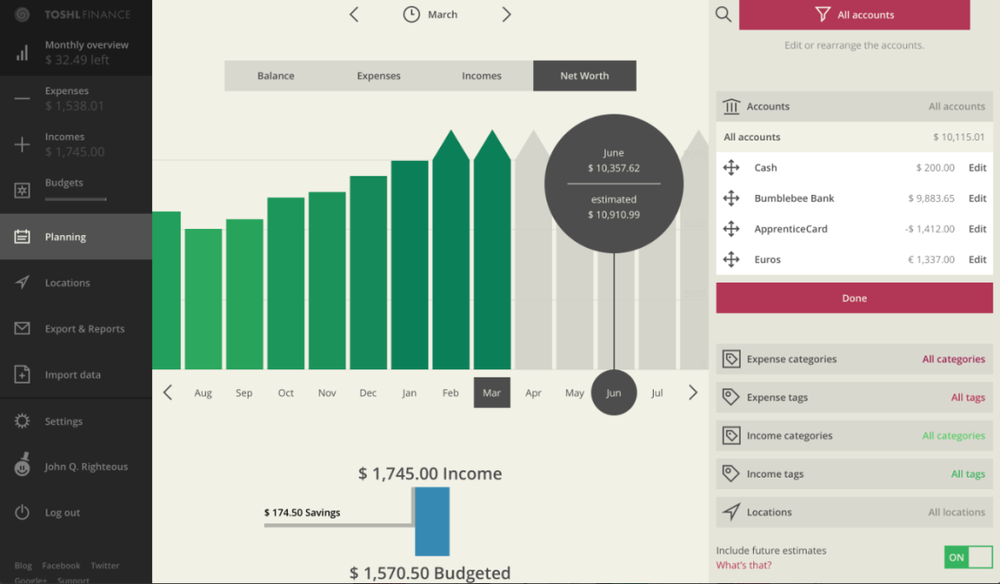 TOSHL FINANCE
Monthly overview
$ 32.49 left
Expenses
$ 1,538.01
Incomes
$ 1,745.00
Budgets
Planning
Locations
Export & Reports
Import data
Settings
John Q. Righteous
Log out
Blog Facebook Twitter
Google+ Support
March
Balance Expenses Incomes Net Worth
June
$ 10,357.62
estimated
$ 10,910.99
Aug Sep Oct Nov Dec Jan Feb Mar Apr May Jun Jul
$ 1,745.00 Income
$ 174.50 Savings
$ 1,570.50 Budgeted
All accounts
Edit or rearrange the accounts.
Accounts All accounts
All accounts $ 10,115.01
Cash $ 200.00 Edit
Bumblebee Bank $ 9,883.65 Edit
ApprenticeCard -$ 1,412.00 Edit
Euros € 1,337.00 Edit
Done
Expense categories All categories
Expense tags All tags
Income categories All categories
Income tags All tags
Locations All locations
Include future estimates
What's that?
ON